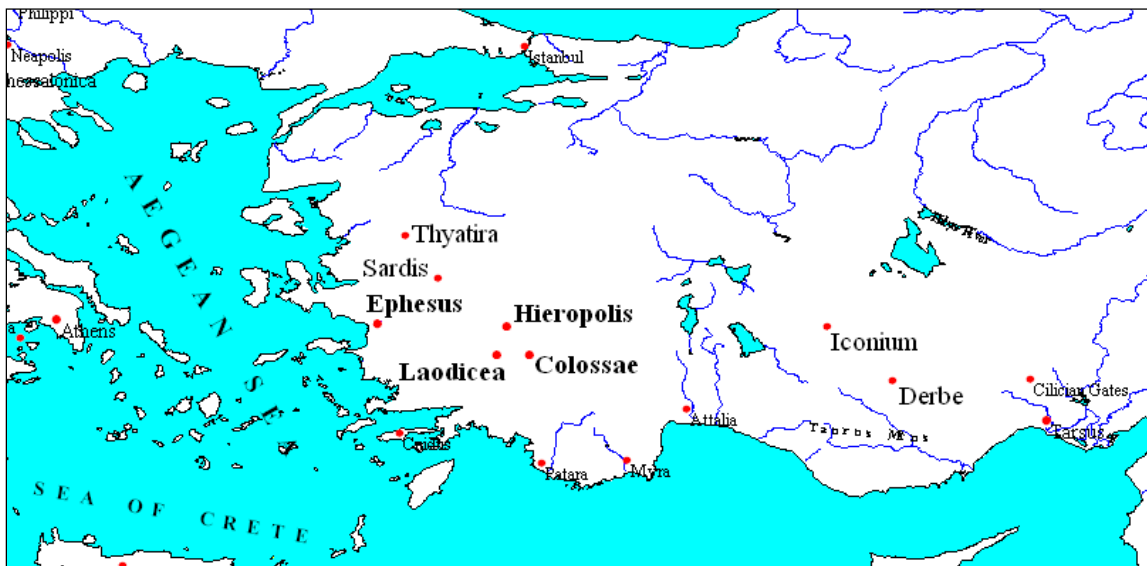 Philippi
Neapolis
hessalonica
Istanbul
AEGEAN SEA
Thyatira
Sardis
Ephesus
Hieropolis
Laodicea
Colossae
a
Athens
Iconium
Derbe
Cilician Gates
Tarsus
Attalia
Taurus Mtns
Cnidus
Patara
Myra
SEA OF CRETE